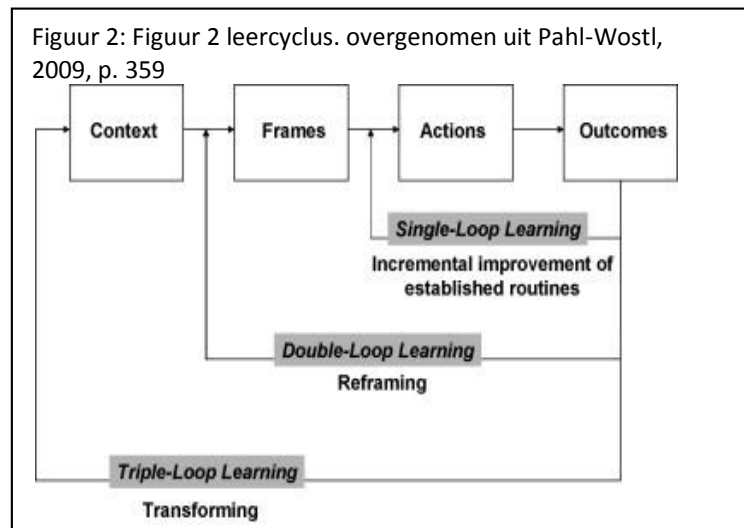 Figuur 2: Figuur 2 leercyclus. overgenomen uit Pahl-Wostl,
2009, p. 359
Context
Frames
Actions
Outcomes
Single-Loop Learning
Incremental improvement of
established routines
Double-Loop Learning
Reframing
Triple-Loop Learning
Transforming